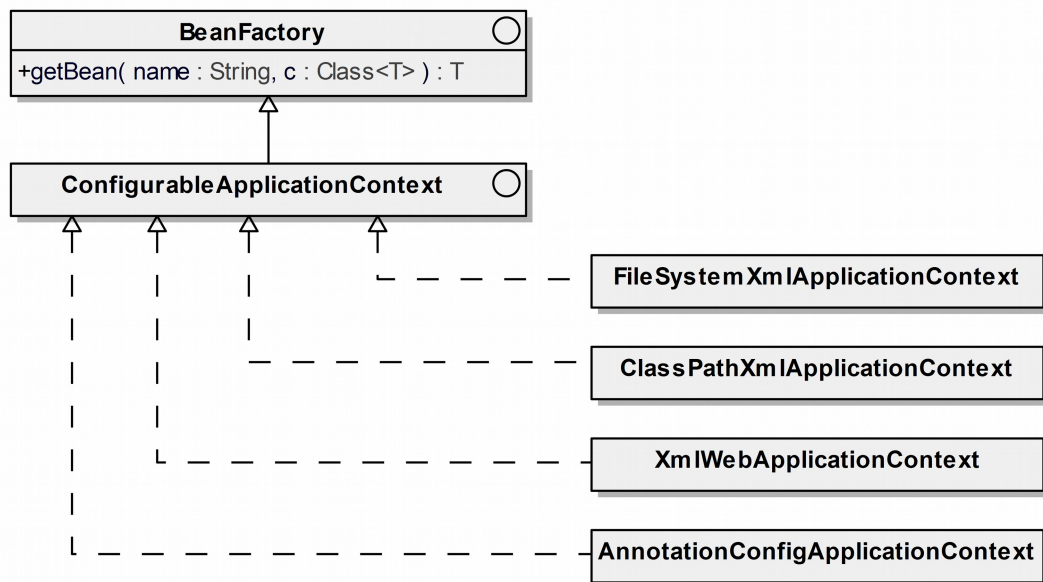 BeanFactory
+getBean( name : String, c : Class<T> ) : T
ConfigurableApplicationContext
FileSystemXmlApplicationContext
ClassPathXmlApplicationContext
XmlWebApplicationContext
AnnotationConfigApplicationContext